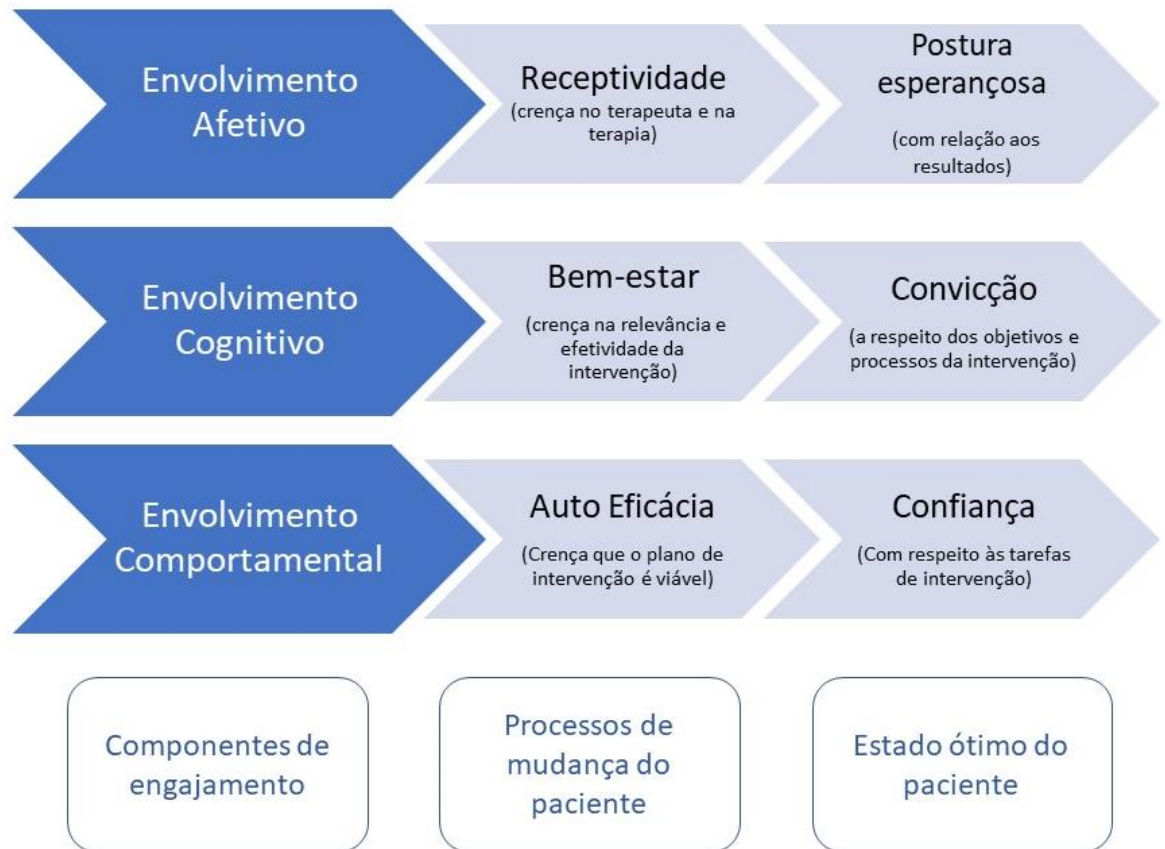 Envolvimento
Afetivo
Receptividade
(crença no terapeuta e na
terapia)
Postura
esperançosa
(com relação aos
resultados)
Envolvimento
Cognitivo
Bem-estar
(crença na relevância e
efetividade da
intervenção)
Convicção
(a respeito dos objetivos e
processos da intervenção)
Envolvimento
Comportamental
Auto Eficácia
(Crença que o plano de
intervenção é viável)
Confiança
(Com respeito às tarefas
de intervenção)
Componentes de
engajamento
Processos de
mudança do
paciente
Estado ótimo do
paciente